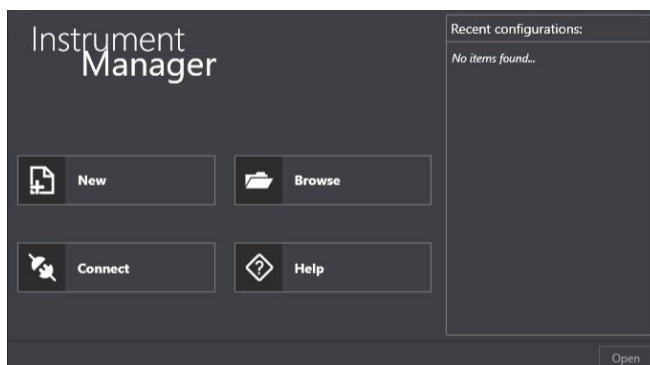 Instrument
Manager
Recent configurations:
No items found...
New
Browse
Connect
Help
Open